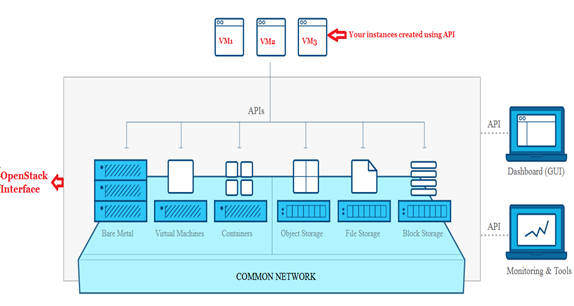 VM1
VM2
VM3
Your instances created using API
APIs
API
Dashboard (GUI)
OpenStack
Interface
Bare Metal
Virtual Machines
Containers
Object Storage
File Storage
Block Storage
API
Monitoring & Tools
COMMON NETWORK